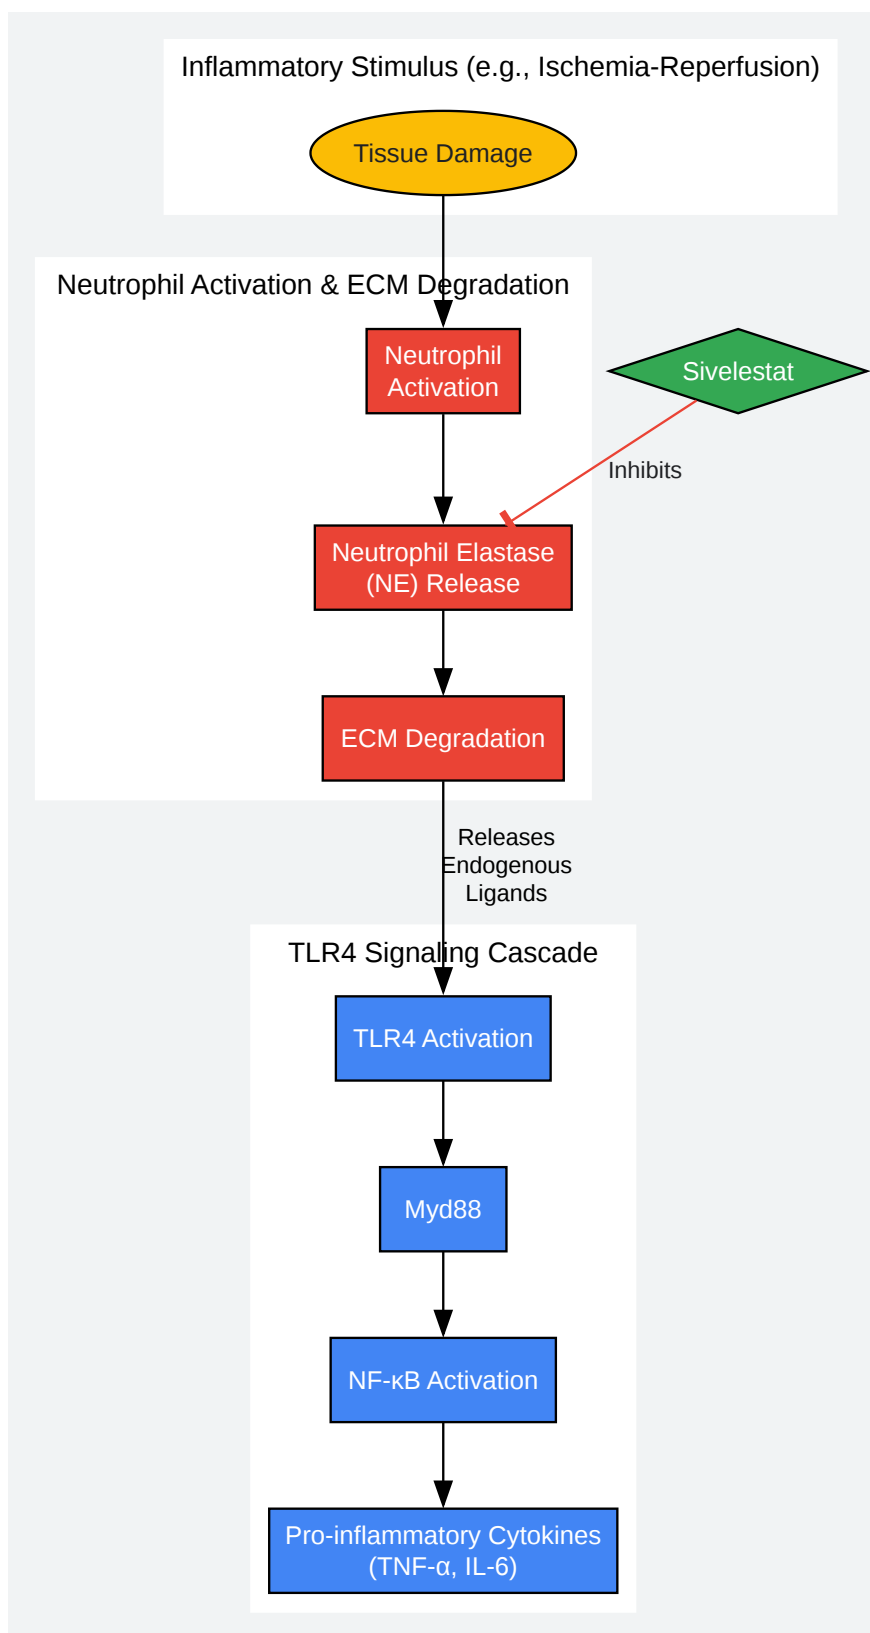 Inflammatory Stimulus (e.g., Ischemia-Reperfusion)
Tissue Damage
Neutrophil Activation & ECM Degradation
Neutrophil
Activation
Sivelestat
Inhibits
Neutrophil Elastase
(NE) Release
ECM Degradation
Releases
Endogenous
Ligands
TLR4 Signaling Cascade
TLR4 Activation
Myd88
NF-κB Activation
Pro-inflammatory Cytokines
(TNF-α, IL-6)